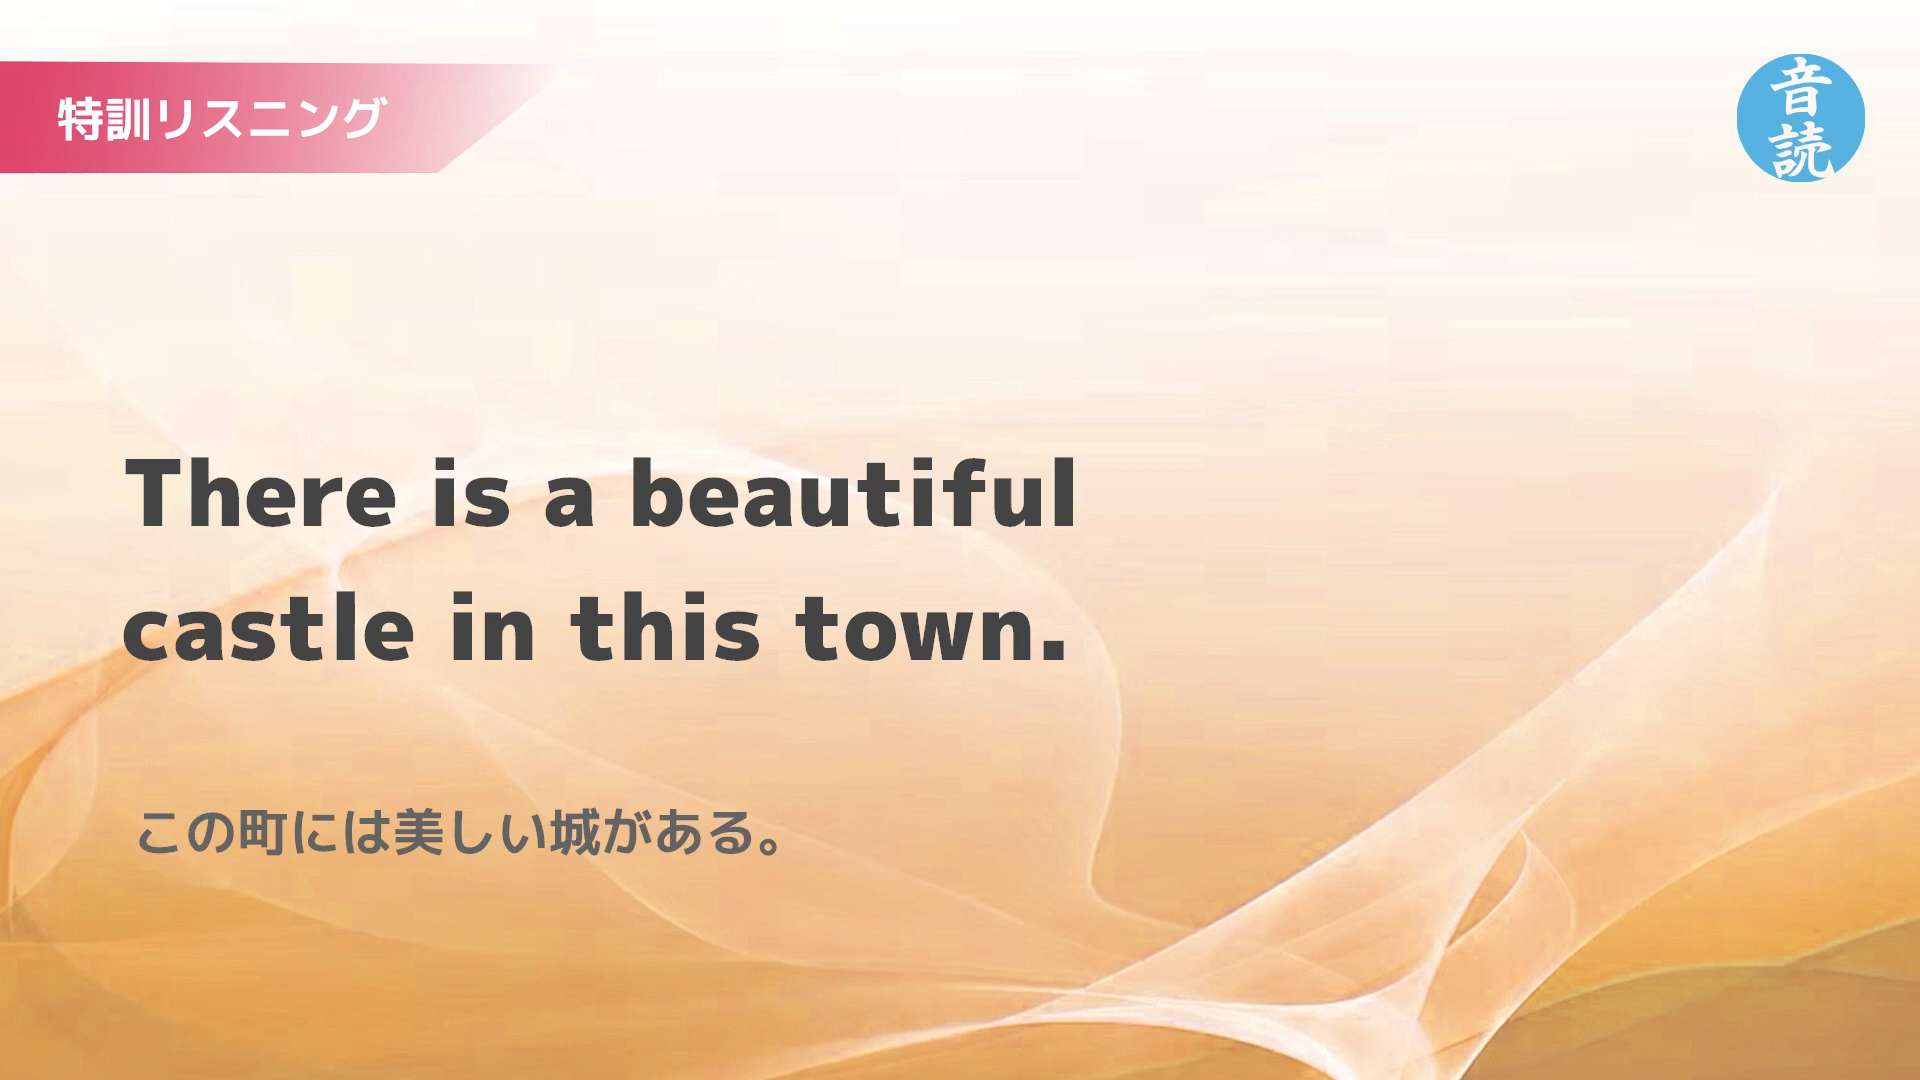 特訓リスニング
音読
There is a beautiful
castle in this town.
この町には美しい城がある。